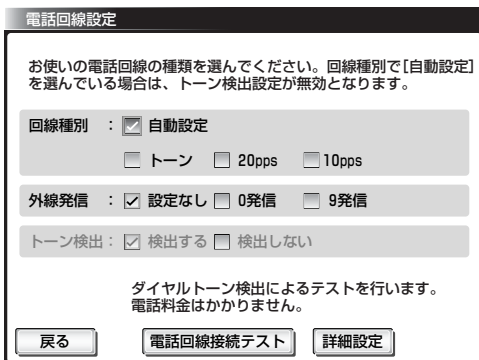 電話回線設定
お使いの電話回線の種類を選んでください。回線種別で[自動設定]
を選んでいる場合は、トーン検出設定が無効となります。
回線種別 : 自動設定
トーン 20pps 10pps
外線発信 : 設定なし 0発信 9発信
トーン検出 : 検出する 検出しない
ダイヤルトーン検出によるテストを行います。
電話料金はかかりません。
戻る 電話回線接続テスト 詳細設定